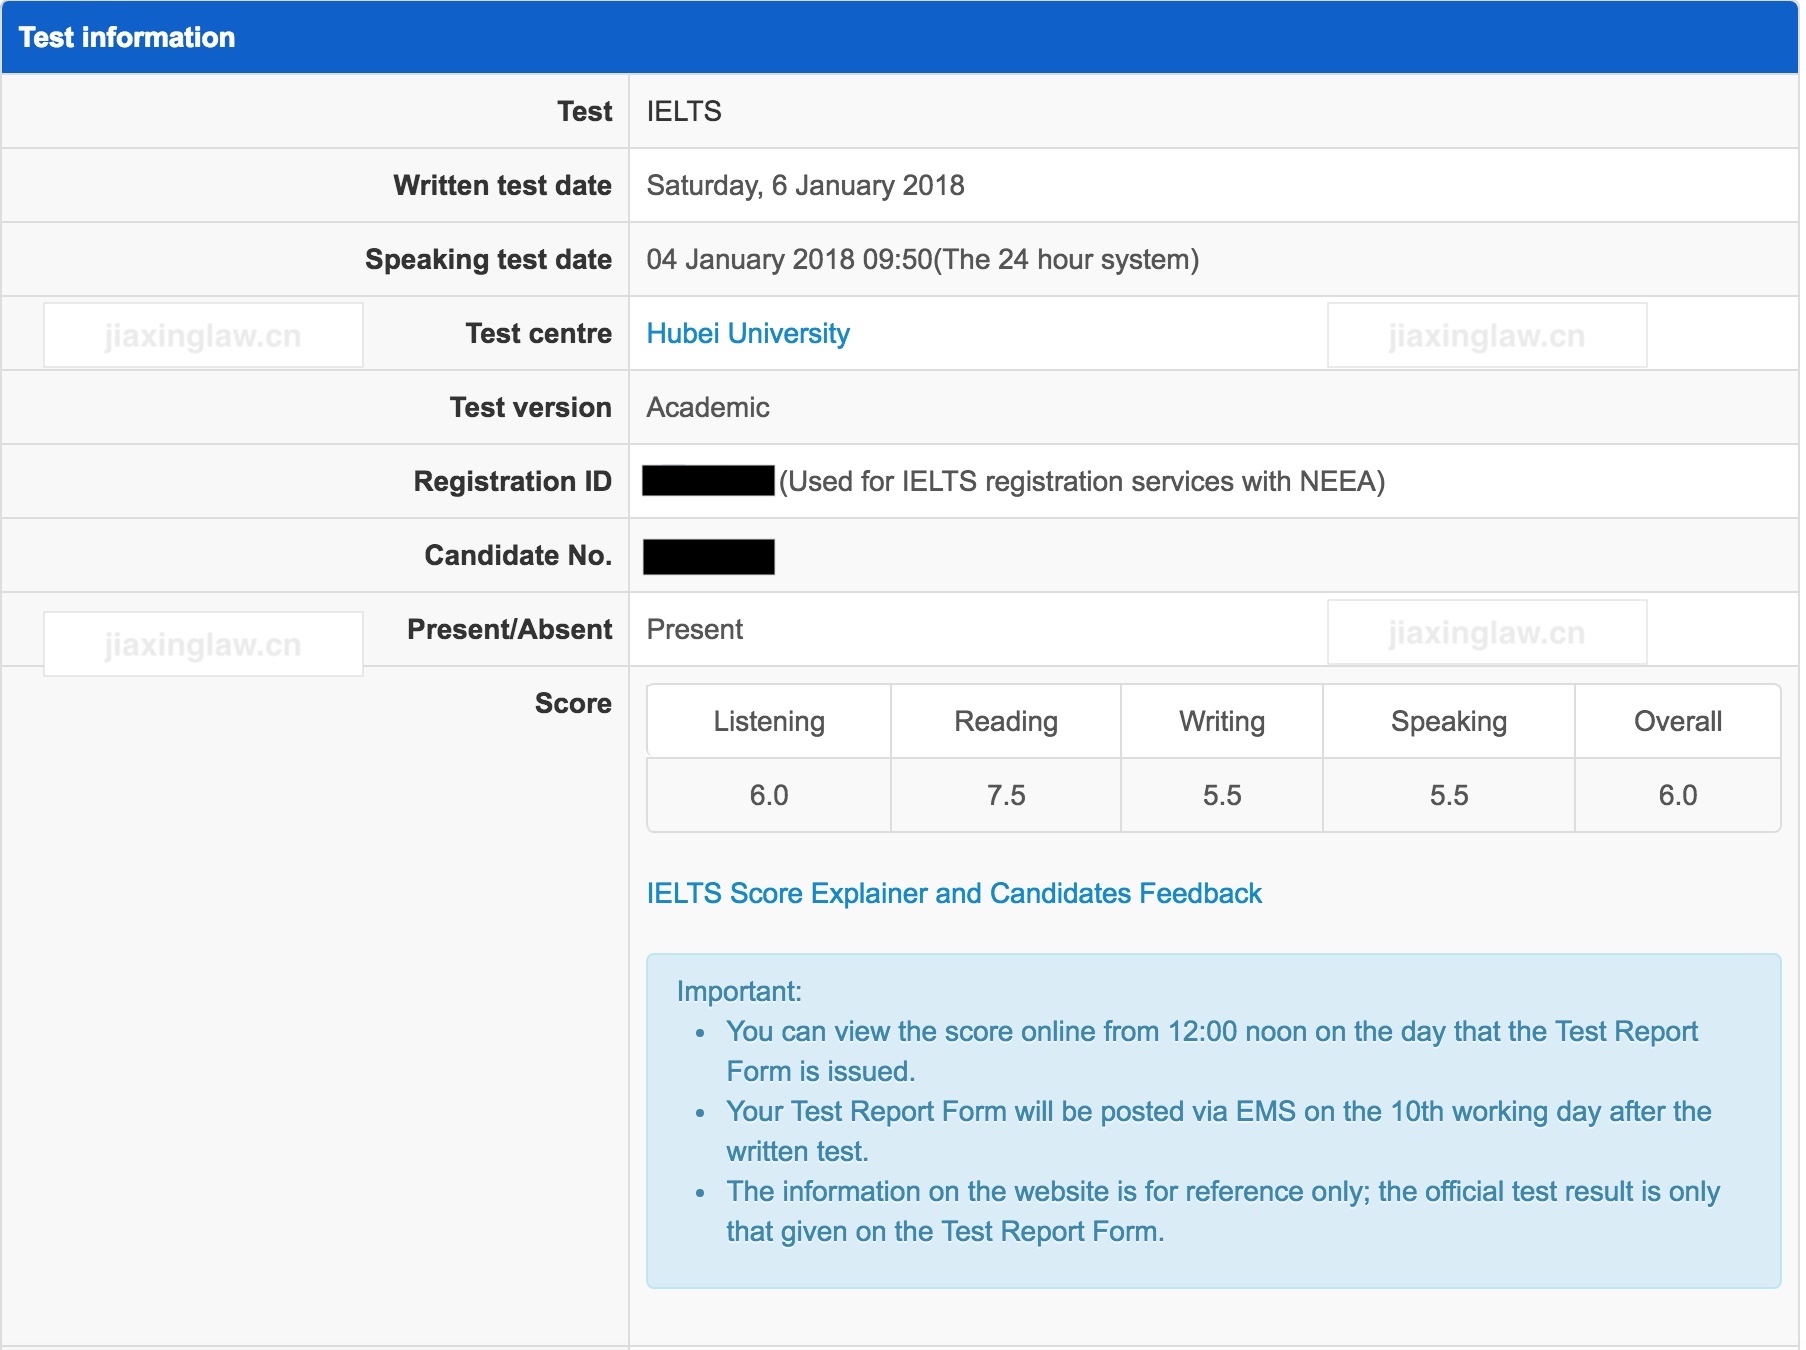 Test information
Test IELTS
Written test date Saturday, 6 January 2018
Speaking test date 04 January 2018 09:50(The 24 hour system)
jiaxinglaw.cn Test centre Hubei University jiaxinglaw.cn
Test version Academic
Registration ID (Used for IELTS registration services with NEEA)
Candidate No.
jiaxinglaw.cn Present/Absent Present jiaxinglaw.cn
Score Listening Reading Writing Speaking Overall
6.0 7.5 5.5 5.5 6.0
IELTS Score Explainer and Candidates Feedback
Important:
• You can view the score online from 12:00 noon on the day that the Test Report
Form is issued.
• Your Test Report Form will be posted via EMS on the 10th working day after the
written test.
• The information on the website is for reference only; the official test result is only
that given on the Test Report Form.